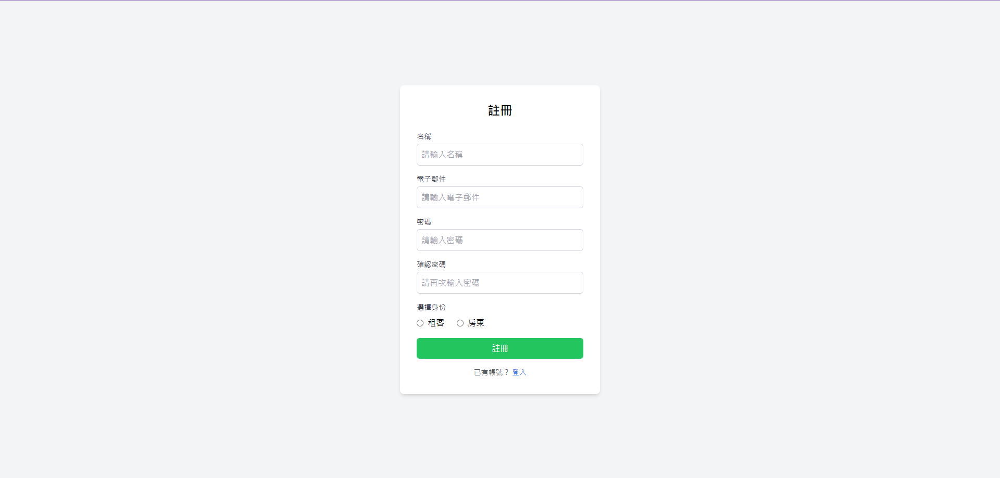 註冊
名稱
請輸入名稱
電子郵件
請輸入電子郵件
密碼
請輸入密碼
確認密碼
請再次輸入密碼
選擇身份
租客 房東
註冊
已有帳號？ 登入